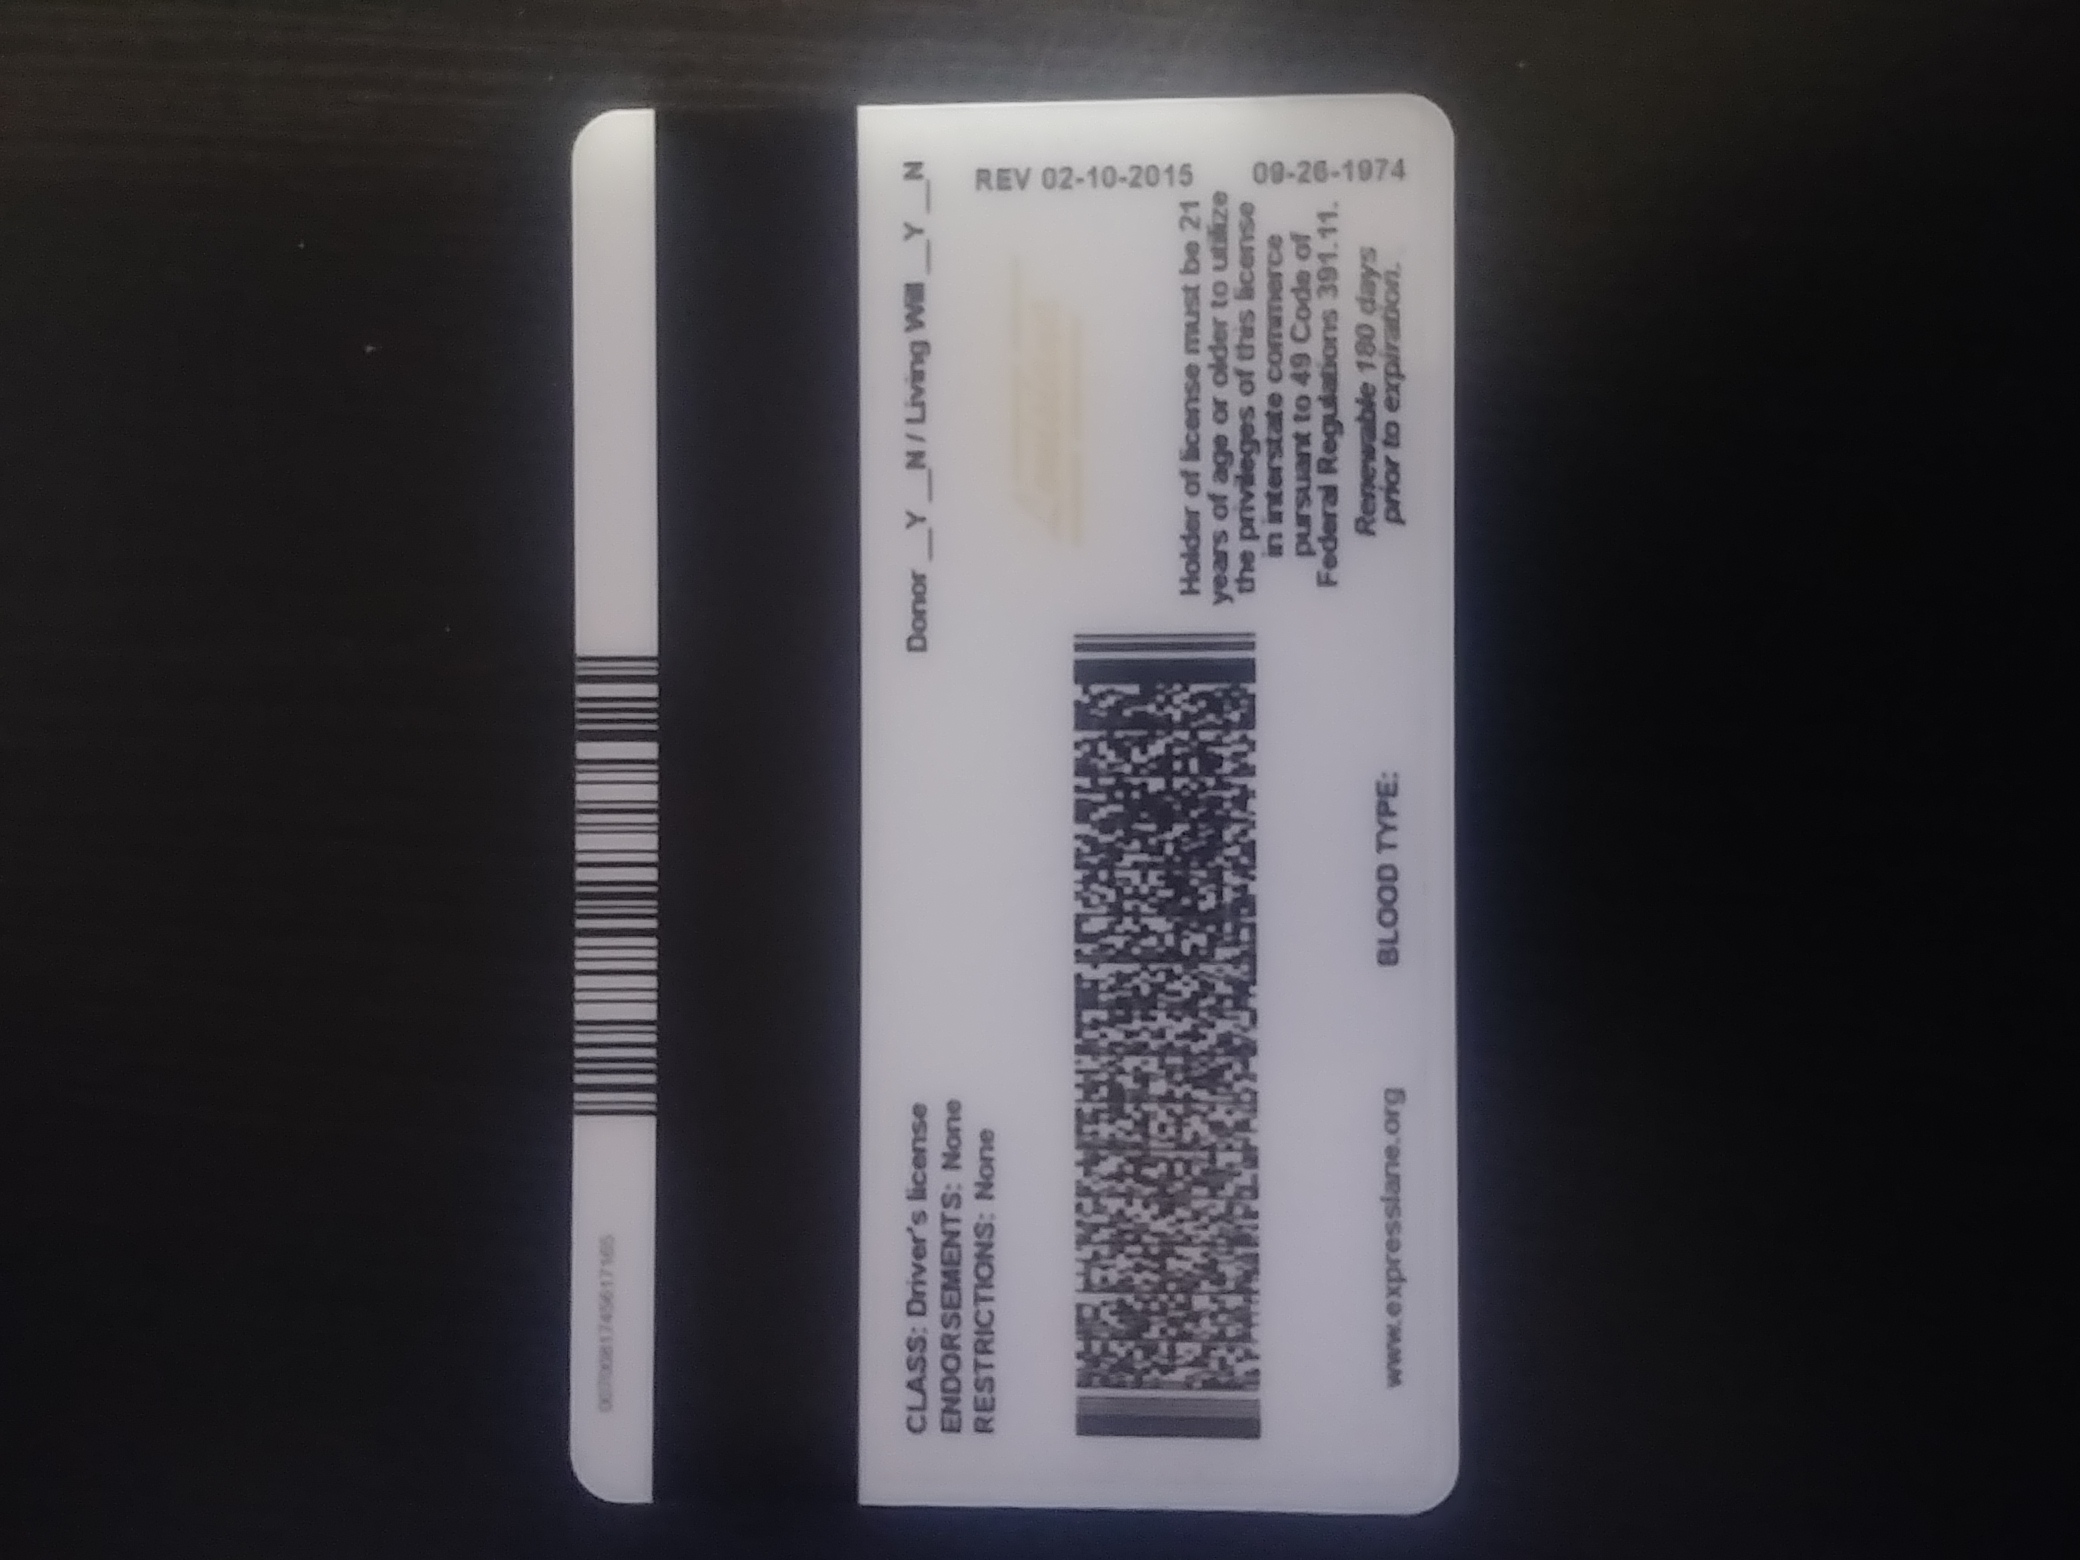 0070081745617165
CLASS: Driver's license
ENDORSEMENTS: None
RESTRICTIONS: None
Donor __Y __N / Living Will __Y __N
REV 02-10-2015 09-26-1974
Holder of license must be 21
years of age or older to utilize
the privileges of this license
in interstate commerce
pursuant to 49 Code of
Federal Regulations 391.11.
Renewable 180 days
prior to expiration.
www.expresslane.org
BLOOD TYPE: